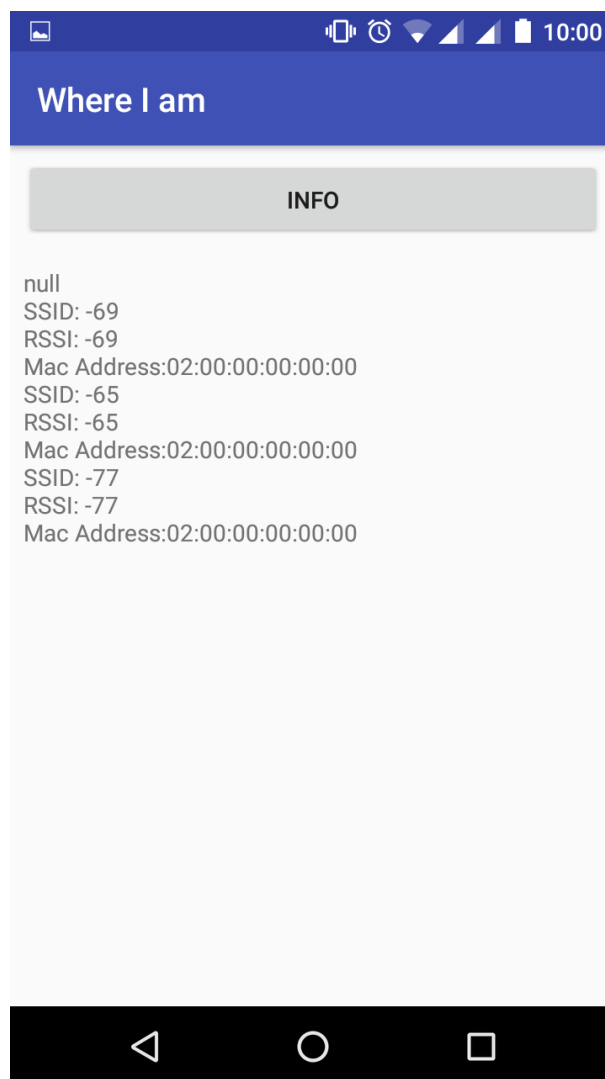 10:00
Where I am
INFO
null
SSID: -69
RSSI: -69
Mac Address:02:00:00:00:00:00
SSID: -65
RSSI: -65
Mac Address:02:00:00:00:00:00
SSID: -77
RSSI: -77
Mac Address:02:00:00:00:00:00